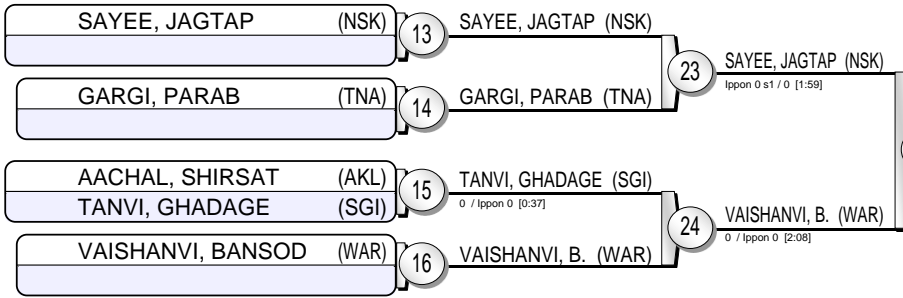 SAYEE, JAGTAP (NSK)
13
SAYEE, JAGTAP (NSK)
23
SAYEE, JAGTAP (NSK)
Ippon 0 s1 / 0 [1:59]
GARGI, PARAB (TNA)
14
GARGI, PARAB (TNA)
AACHAL, SHIRSAT (AKL)
TANVI, GHADAGE (SGI)
15
TANVI, GHADAGE (SGI)
0 / Ippon 0 [0:37]
24
VAISHANVI, B. (WAR)
0 / Ippon 0 [2:08]
VAISHANVI, BANSOD (WAR)
16
VAISHANVI, B. (WAR)